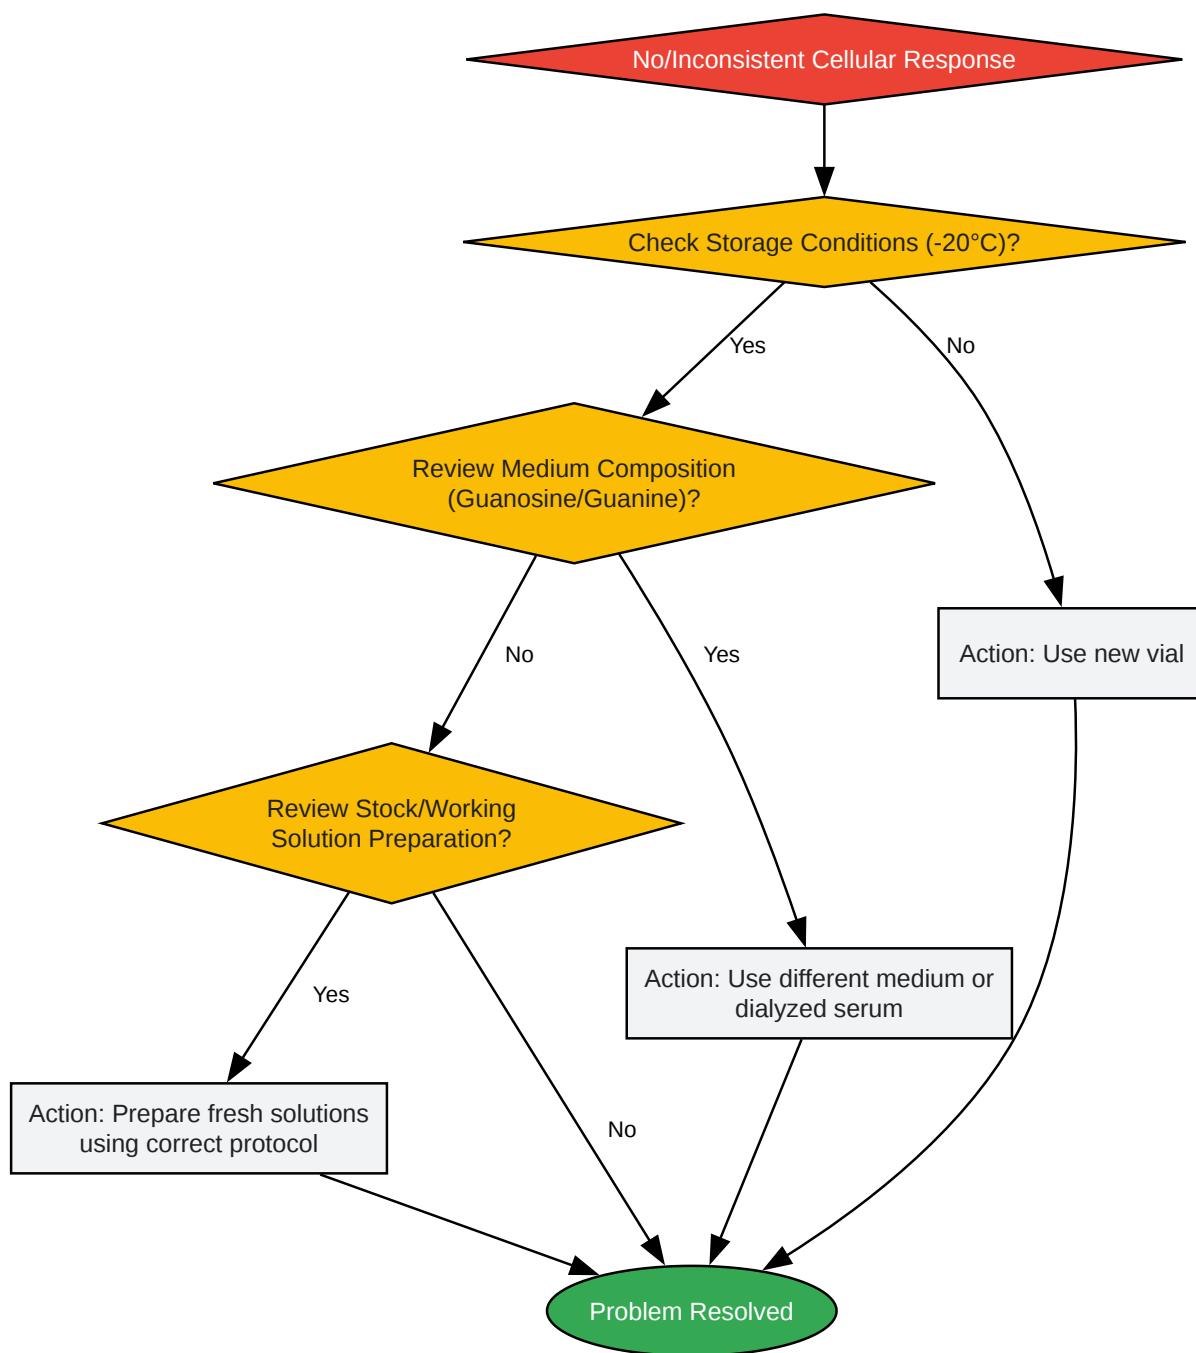 No/Inconsistent Cellular Response
Check Storage Conditions (-20°C)?
Yes
No
Review Medium Composition
(Guanosine/Guanine)?
No
Yes
Action: Use new vial
Review Stock/Working
Solution Preparation?
Action: Use different medium or
dialyzed serum
Yes
Action: Prepare fresh solutions
using correct protocol
No
Problem Resolved